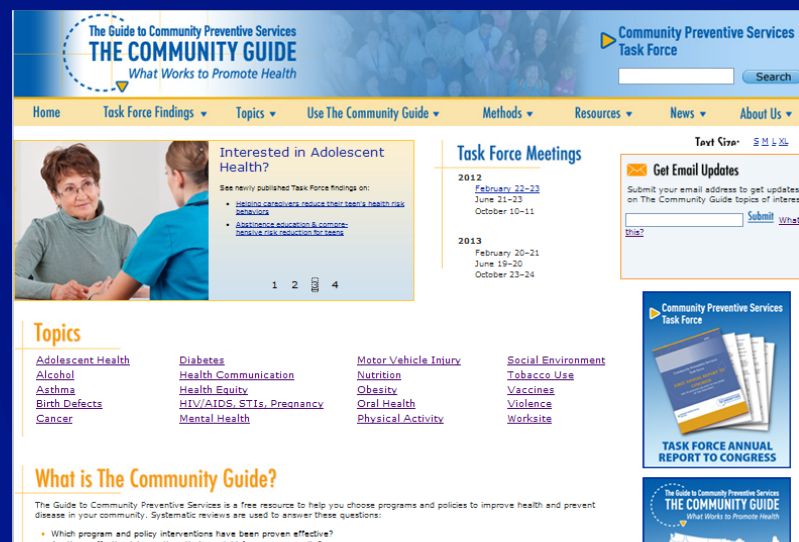 The Guide to Community Preventive Services
THE COMMUNITY GUIDE
What Works to Promote Health
Community Preventive Services
Task Force
Search
Home
Task Force Findings
Topics
Use The Community Guide
Methods
Resources
News
About Us
Text Size: S M L XL
Interested in Adolescent
Health?
See newly published Task Force findings on:
Helping caregivers reduce their teen's health risk
behaviors
Abstinence education & compre-
hensive risk reduction for teens
1 2 3 4
Task Force Meetings
2012
February 22–23
June 21–23
October 10–11
2013
February 20–21
June 19–20
October 23–24
Get Email Updates
Submit your email address to get updates
on The Community Guide topics of interes
Submit What
this?
Topics
Adolescent Health
Alcohol
Asthma
Birth Defects
Cancer
Diabetes
Health Communication
Health Equity
HIV/AIDS, STIs, Pregnancy
Mental Health
Motor Vehicle Injury
Nutrition
Obesity
Oral Health
Physical Activity
Social Environment
Tobacco Use
Vaccines
Violence
Worksite
Community Preventive Services
Task Force
TASK FORCE ANNUAL
REPORT TO CONGRESS
What is The Community Guide?
The Guide to Community Preventive Services is a free resource to help you choose programs and policies to improve health and prevent
disease in your community. Systematic reviews are used to answer these questions:
Which program and policy interventions have been proven effective?
The Guide to Community Preventive Services
THE COMMUNITY GUIDE
What Works to Promote Health